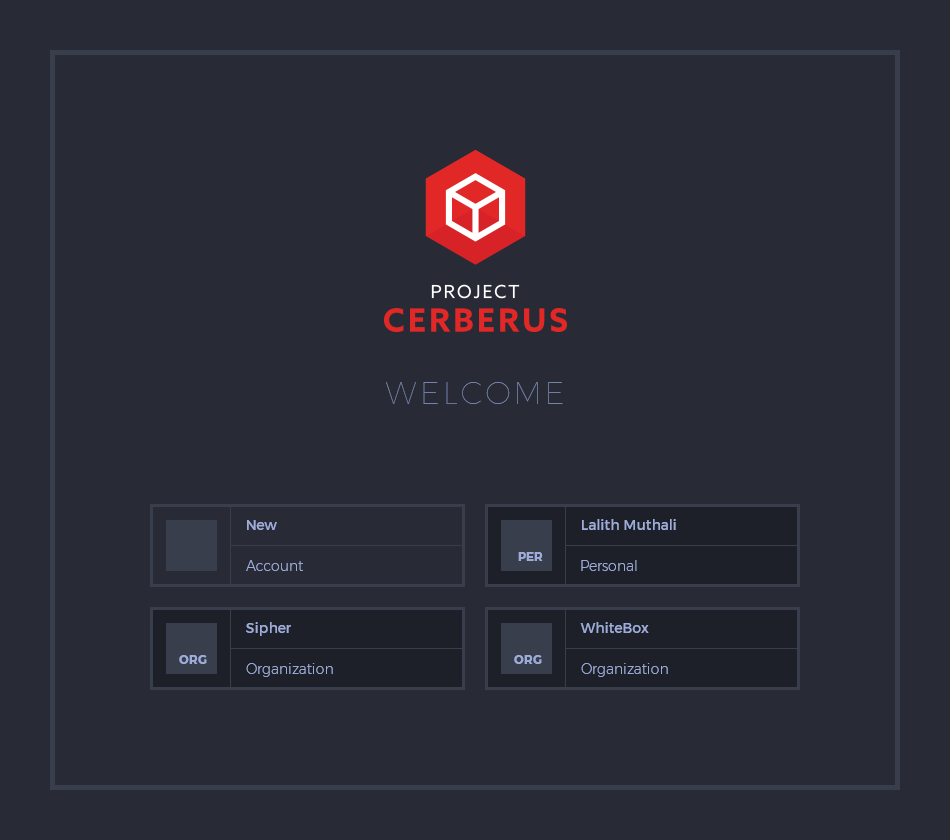 PROJECT
CERBERUS
WELCOME
New
Account
PER
Lalith Muthali
Personal
ORG
Sipher
Organization
ORG
WhiteBox
Organization